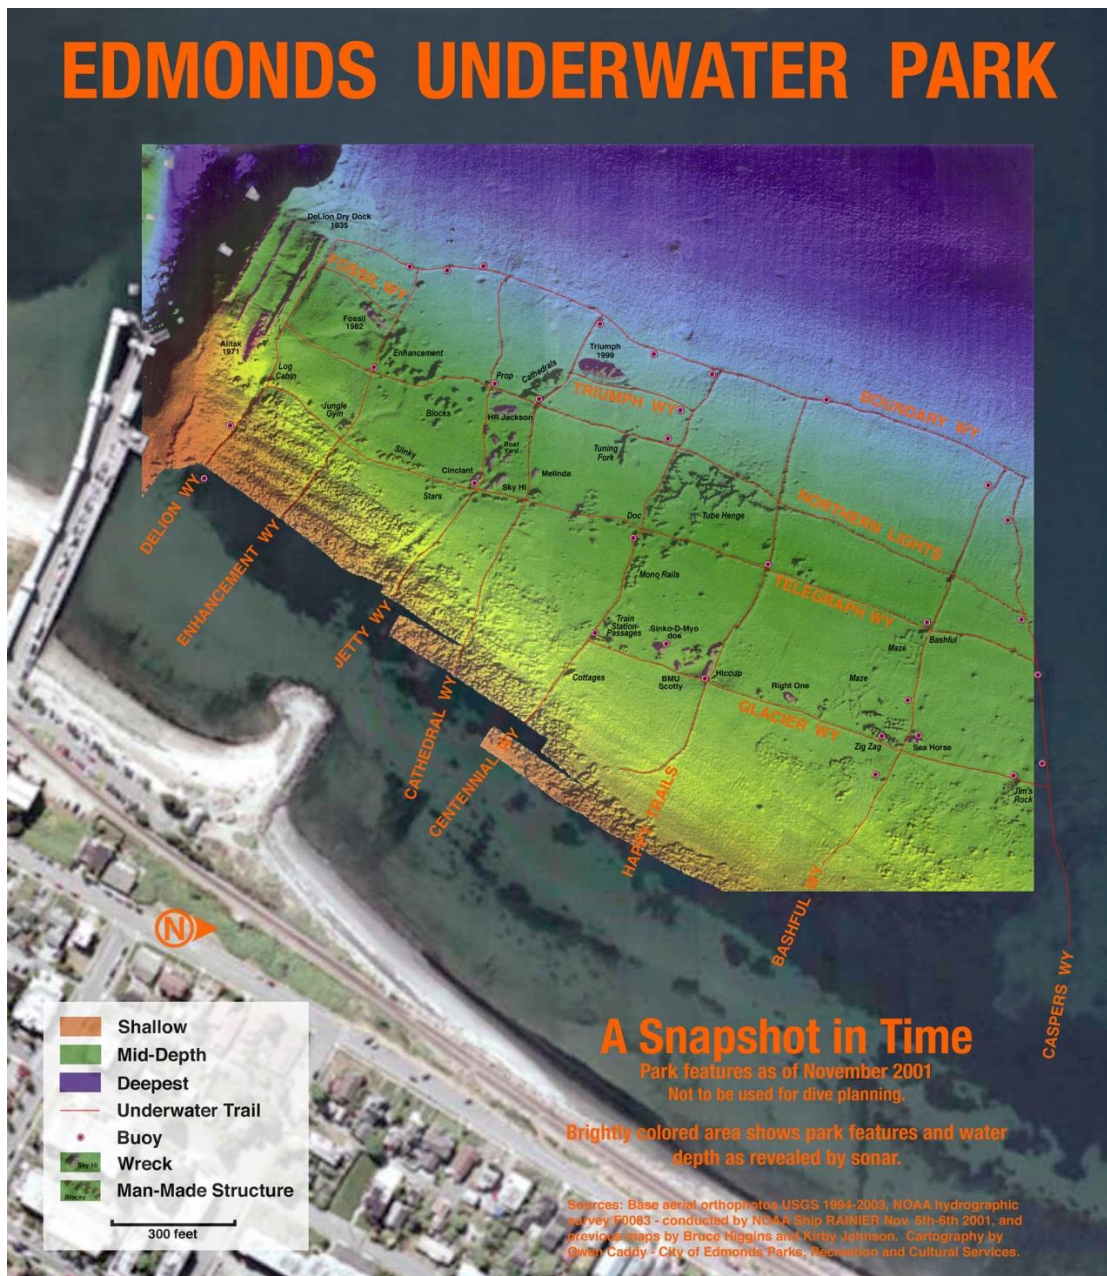 EDMONDS UNDERWATER PARK
DeLion Dry Dock
1935
FOSSIL WY
Fossil
1982
Alitak
1971
Enhancement
Triumph
1999
Log
Cabin
Prop
Cathedrals
TRIUMPH WY
BOUNDARY WY
Jungle
Gym
Blocks
HR Jackson
Boat
Yard
Tuning
Fork
Slinky
Cinclant
Melinda
Stars
Sky Hi
DELION WY
NORTHERN LIGHTS
Doc
Tube Henge
ENHANCEMENT WY
Monq Rails
TELEGRAPH WY
JETTY WY
Train
Station-
Passages
Sinko-D-Myo
dos
Bashful
Maze
Cottages
BMU
Scotty
Hiccup
Right One
Maze
CATHEDRAL WY
GLACIER WY
CENTENNIAL WY
Zig Zag
Sea Horse
Jim's
Rock
HAPPY TRAILS
BASHFUL WY
CASPERS WY
N
Shallow
Mid-Depth
Deepest
Underwater Trail
Buoy
Sky Hi
Wreck
Blocks
Man-Made Structure
300 feet
A Snapshot in Time
Park features as of November 2001
Not to be used for dive planning.
Brightly colored area shows park features and water
depth as revealed by sonar.
Sources: Base aerial orthophotos USGS 1994-2003, NOAA hydrographic
survey F0083 - conducted by NOAA Ship RAINIER Nov. 5th-6th 2001, and
previous maps by Bruce Higgins and Kirby Johnson. Cartography by
Owen Caddy - City of Edmonds Parks, Recreation and Cultural Services.